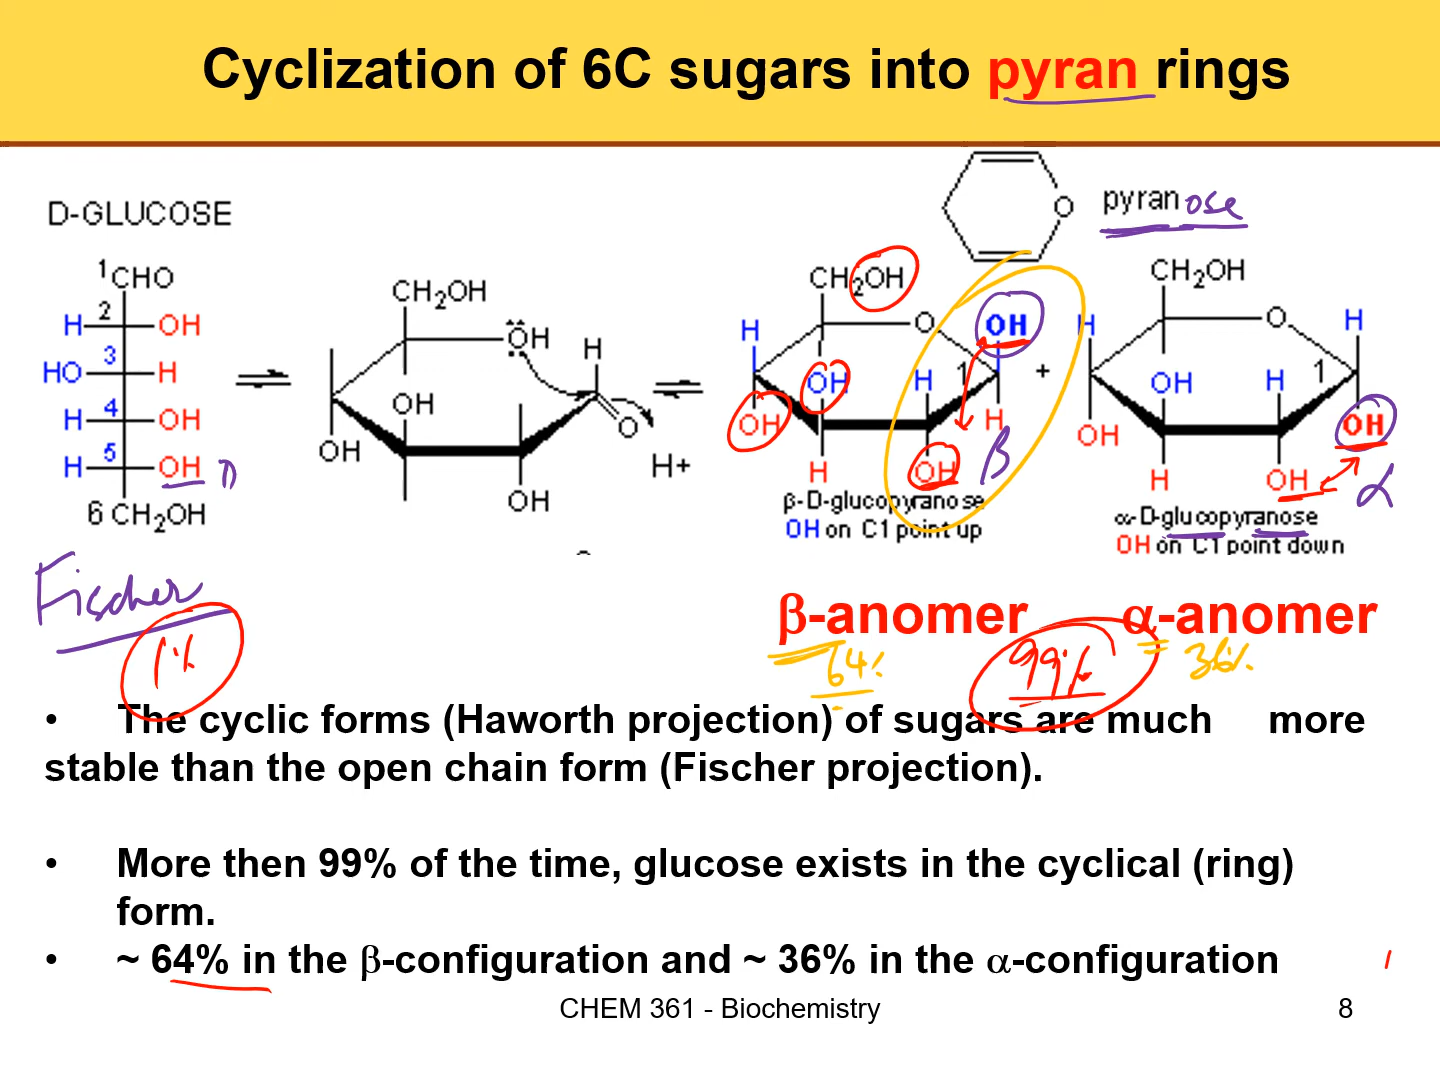 Cyclization of 6C sugars into pyran rings
pyranose
D-GLUCOSE
1CHO
2
H OH
3
HO H
4
H OH
5
H OH D
6 CH2OH
CH2OH
OH
H
OH
OH
O
OH
H+
CH2OH
H
O
OH
OH
H
1
OH
H
H
OH
β
β-D-glucopyranose
OH on C1 point up
+
CH2OH
H
O
H
OH
H
1
OH
OH
H
OH
α
α-D-glucopyranose
OH on C1 point down
Fischer
1%
β-anomer α-anomer
64% 99% 36%
• The cyclic forms (Haworth projection) of sugars are much more
stable than the open chain form (Fischer projection).
• More then 99% of the time, glucose exists in the cyclical (ring)
form.
• ~ 64% in the β-configuration and ~ 36% in the α-configuration
CHEM 361 - Biochemistry
8